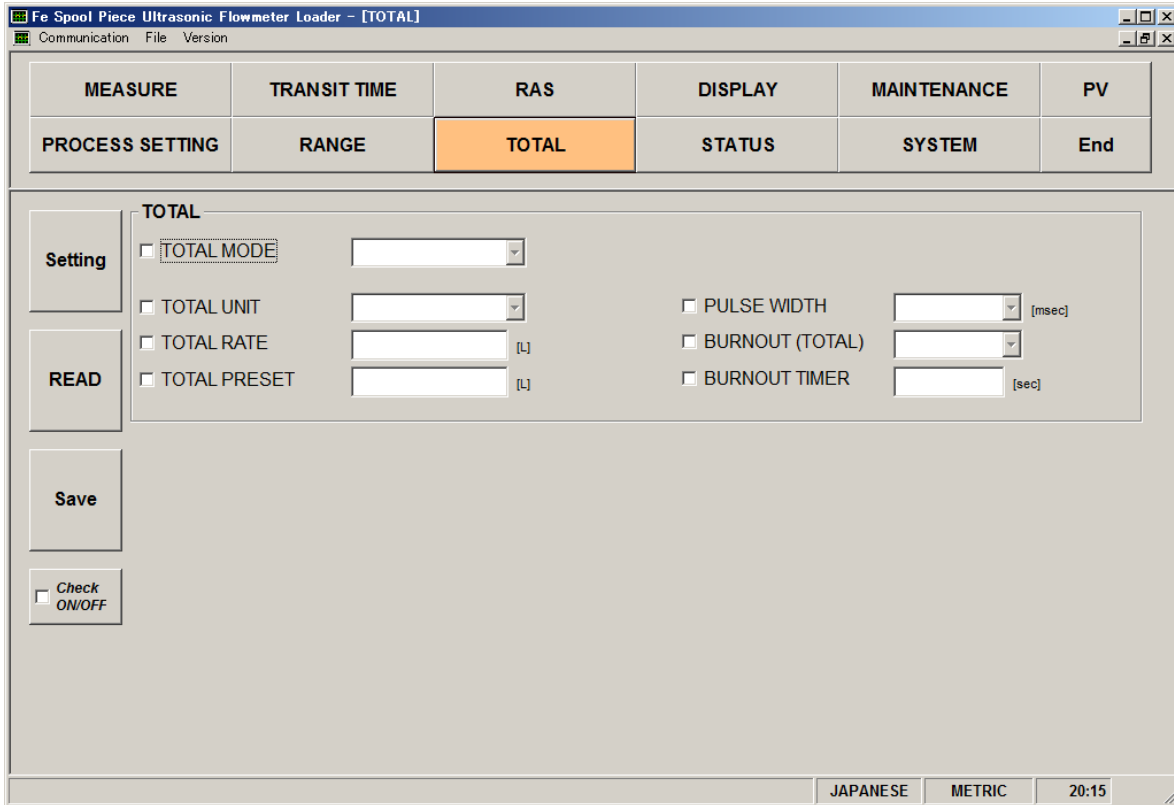 Fe Spool Piece Ultrasonic Flowmeter Loader - [TOTAL]
Communication File Version
MEASURE TRANSIT TIME RAS DISPLAY MAINTENANCE PV
PROCESS SETTING RANGE TOTAL STATUS SYSTEM End
TOTAL
Setting
TOTAL MODE
TOTAL UNIT PULSE WIDTH [msec]
TOTAL RATE [L] BURNOUT (TOTAL)
READ
TOTAL PRESET [L] BURNOUT TIMER [sec]
Save
Check
ON/OFF
JAPANESE METRIC 20:15